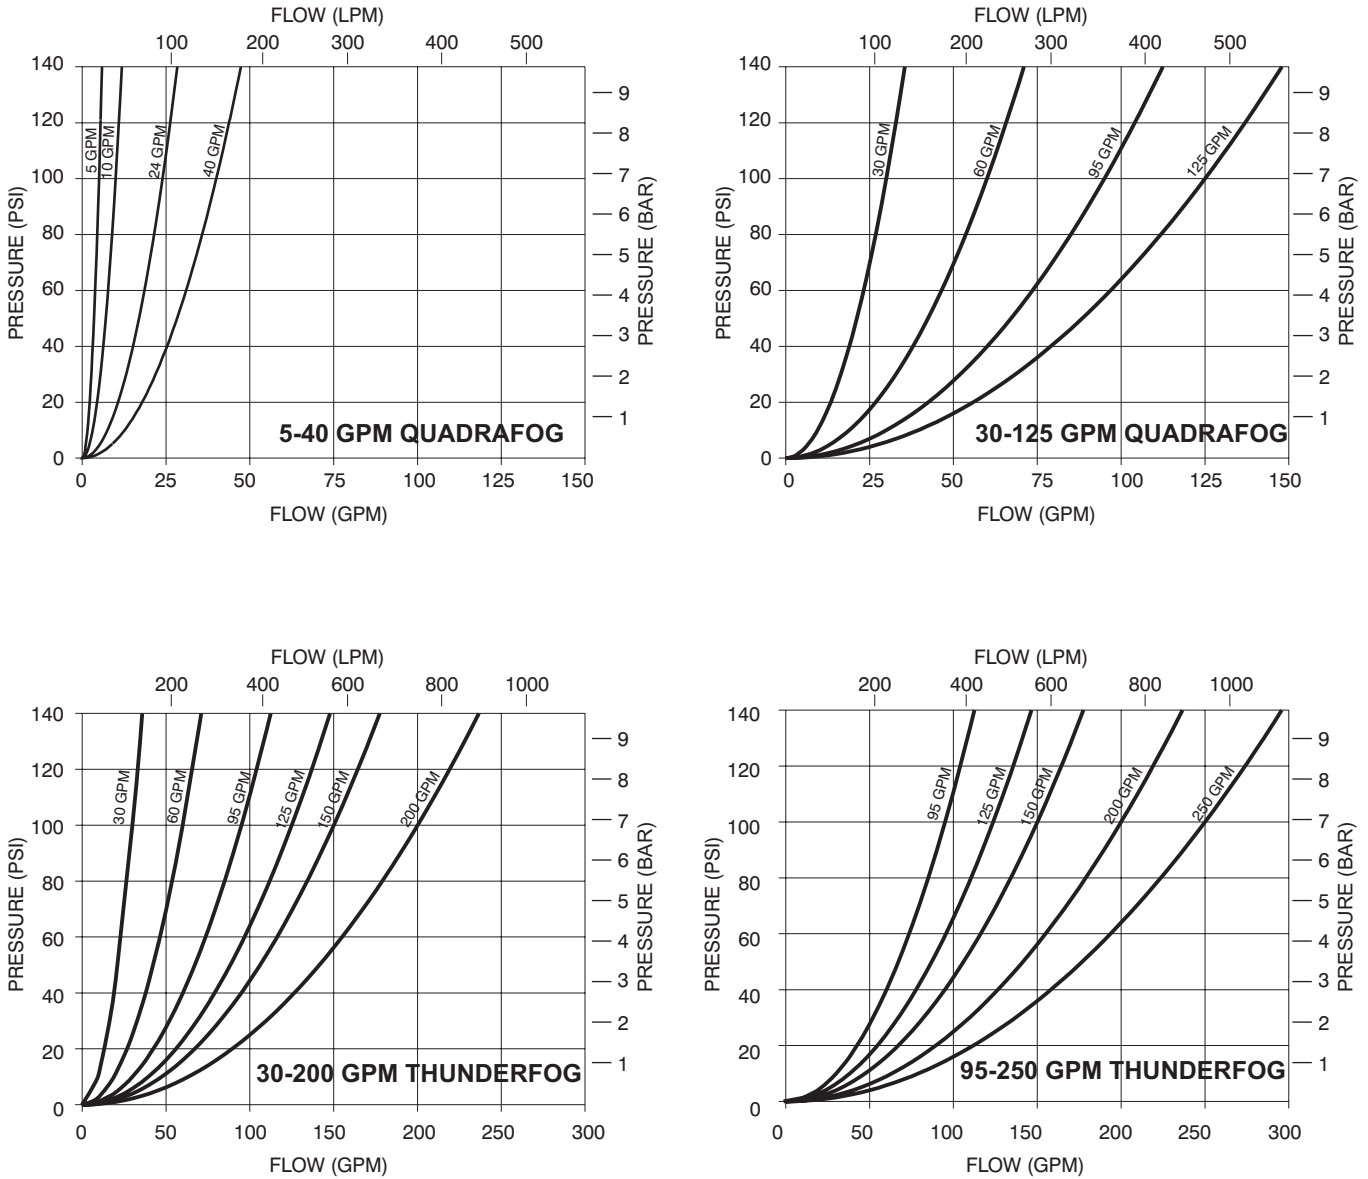 FLOW (LPM)
100 200 300 400 500
140
120
100
80
60
40
20
0
PRESSURE (PSI)
5 GPM
10 GPM
24 GPM
40 GPM
9
8
7
6
5
4
3
2
1
PRESSURE (BAR)
5-40 GPM QUADRAFOG
0 25 50 100 125 150
FLOW (GPM)
FLOW (LPM)
100 200 300 400 500
140
120
100
80
60
40
20
0
PRESSURE (PSI)
30 GPM
60 GPM
95 GPM
125 GPM
9
8
7
6
5
4
3
2
1
PRESSURE (BAR)
30-125 GPM QUADRAFOG
0 25 50 75 100 125 150
FLOW (GPM)
FLOW (LPM)
200 400 600 800 1000
140
120
100
80
60
40
20
0
PRESSURE (PSI)
30 GPM
60 GPM
95 GPM
125 GPM
150 GPM
200 GPM
9
8
7
6
5
4
3
2
1
PRESSURE (BAR)
30-200 GPM THUNDERFOG
0 50 100 150 200 250 300
FLOW (GPM)
FLOW (LPM)
200 400 600 800 1000
140
120
100
80
60
40
20
0
PRESSURE (PSI)
95 GPM
125 GPM
150 GPM
200 GPM
250 GPM
9
8
7
6
5
4
3
2
1
PRESSURE (BAR)
95-250 GPM THUNDERFOG
0 50 100 150 200 250 300
FLOW (GPM)